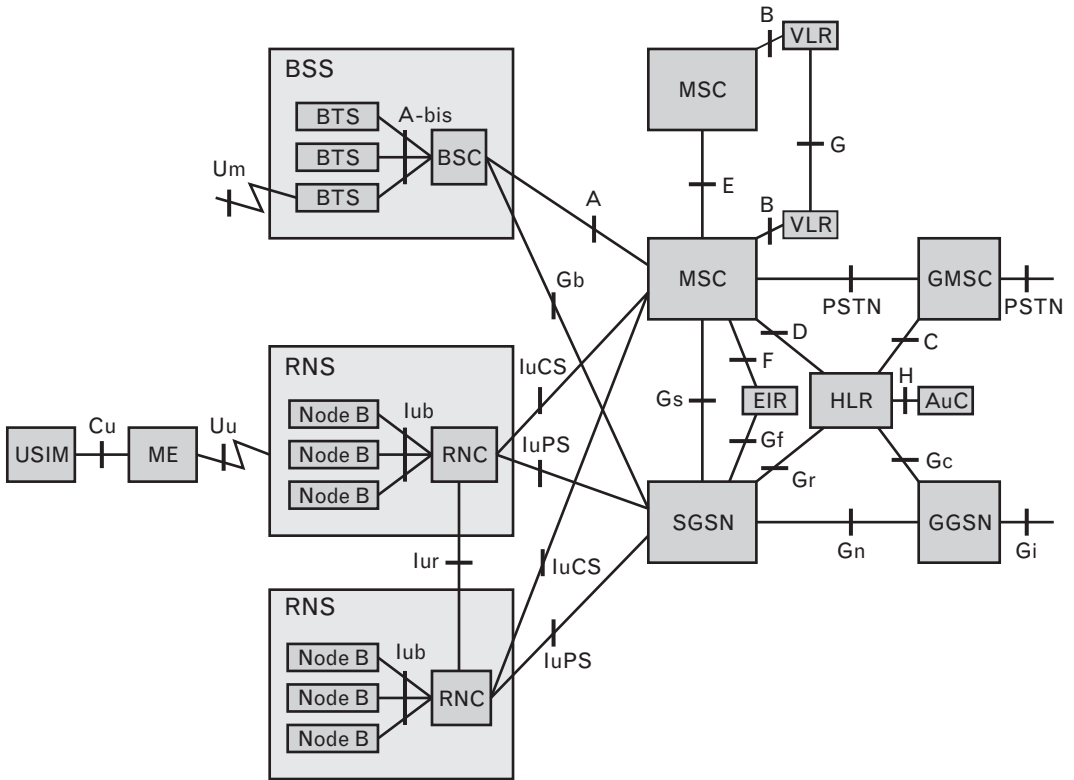 B
VLR
BSS
MSC
BTS
A-bis
BTS
BSC
G
Um
BTS
E
A
B
VLR
Gb
MSC
GMSC
PSTN
PSTN
D
C
RNS
IuCS
F
H
Gs
EIR
HLR
AuC
Node B
Iub
Cu
Uu
IuPS
Gf
USIM
ME
Node B
RNC
Gr
Gc
Node B
SGSN
GGSN
Gn
Gi
Iur
IuCS
RNS
Node B
Iub
IuPS
Node B
RNC
Node B